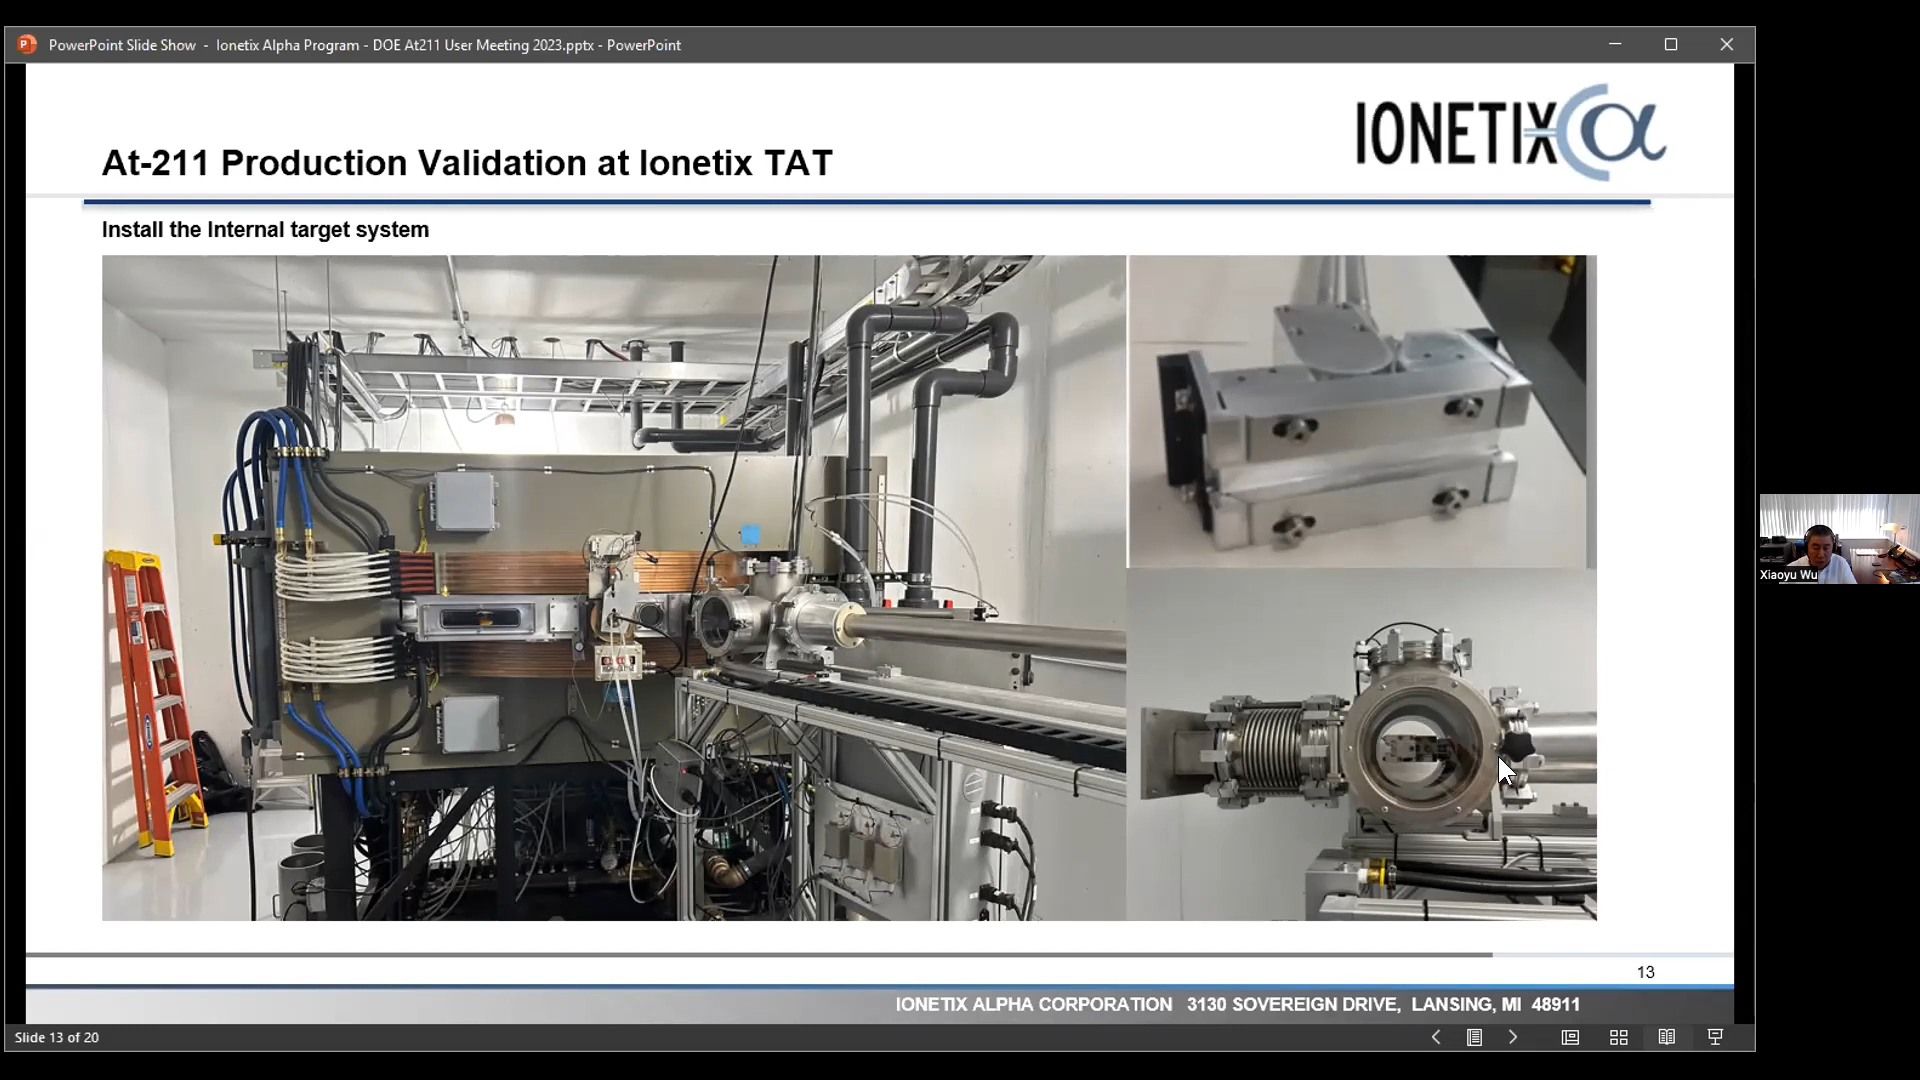 PowerPoint Slide Show - Ionetix Alpha Program - DOE At211 User Meeting 2023.pptx - PowerPoint
IONETIXα
At-211 Production Validation at Ionetix TAT
Install the Internal target system
Xiaoyu Wu
13
IONETIX ALPHA CORPORATION 3130 SOVEREIGN DRIVE, LANSING, MI 48911
Slide 13 of 20